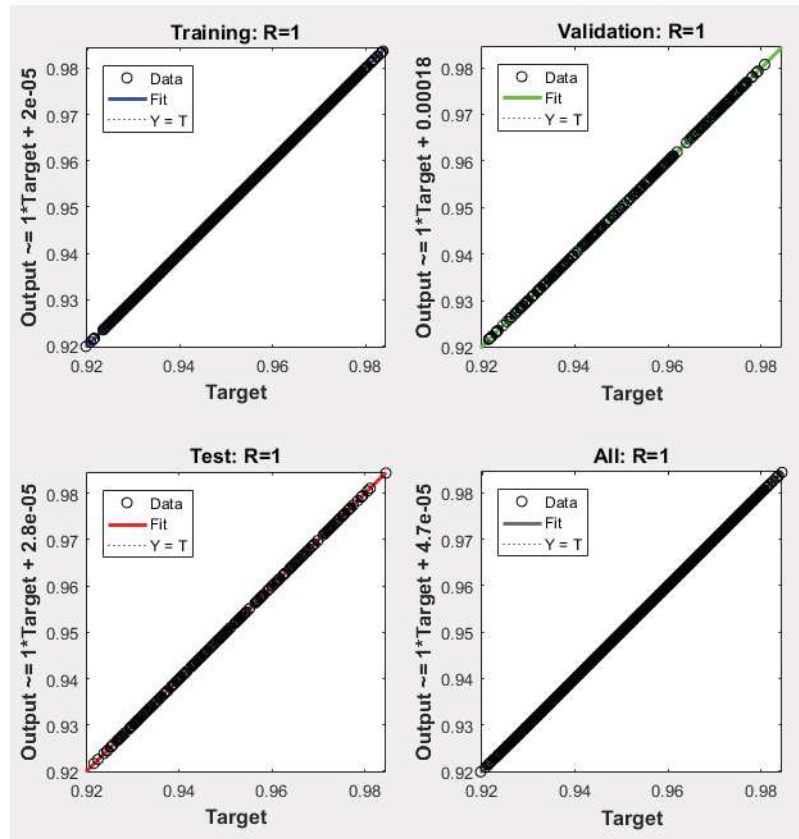 Training: R=1
Output ~= 1*Target + 2e-05
0.98
0.97
0.96
0.95
0.94
0.93
0.92
Data
Fit
Y = T
0.92 0.94 0.96 0.98
Target
Validation: R=1
Output ~= 1*Target + 0.00018
0.98
0.97
0.96
0.95
0.94
0.93
0.92
Data
Fit
Y = T
0.92 0.94 0.96 0.98
Target
Test: R=1
Output ~= 1*Target + 2.8e-05
0.98
0.97
0.96
0.95
0.94
0.93
0.92
Data
Fit
Y = T
0.92 0.94 0.96 0.98
Target
All: R=1
Output ~= 1*Target + 4.7e-05
0.98
0.97
0.96
0.95
0.94
0.93
0.92
Data
Fit
Y = T
0.92 0.94 0.96 0.98
Target